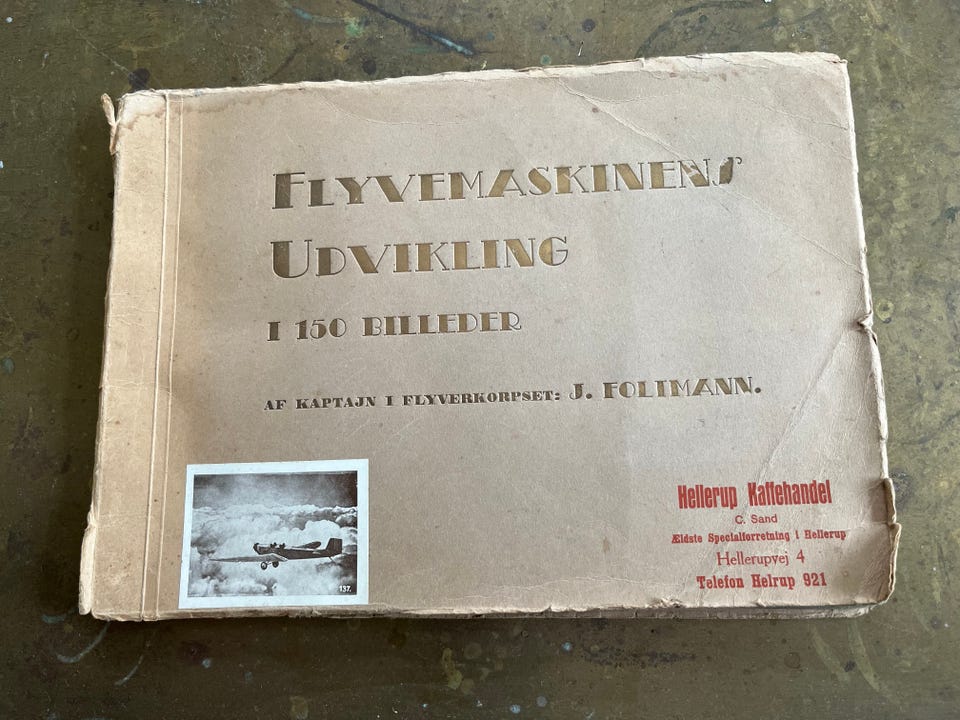 FLYVEMASKINENS
UDVIKLING
I 150 BILLEDER
AF KAPTAJN I FLYVERKORPSET: J. FOLTMANN.
137.
Hellerup Kaffehandel
C. Sand
Ældste Specialforretning i Hellerup
Hellerupvej 4
Telefon Helrup 921